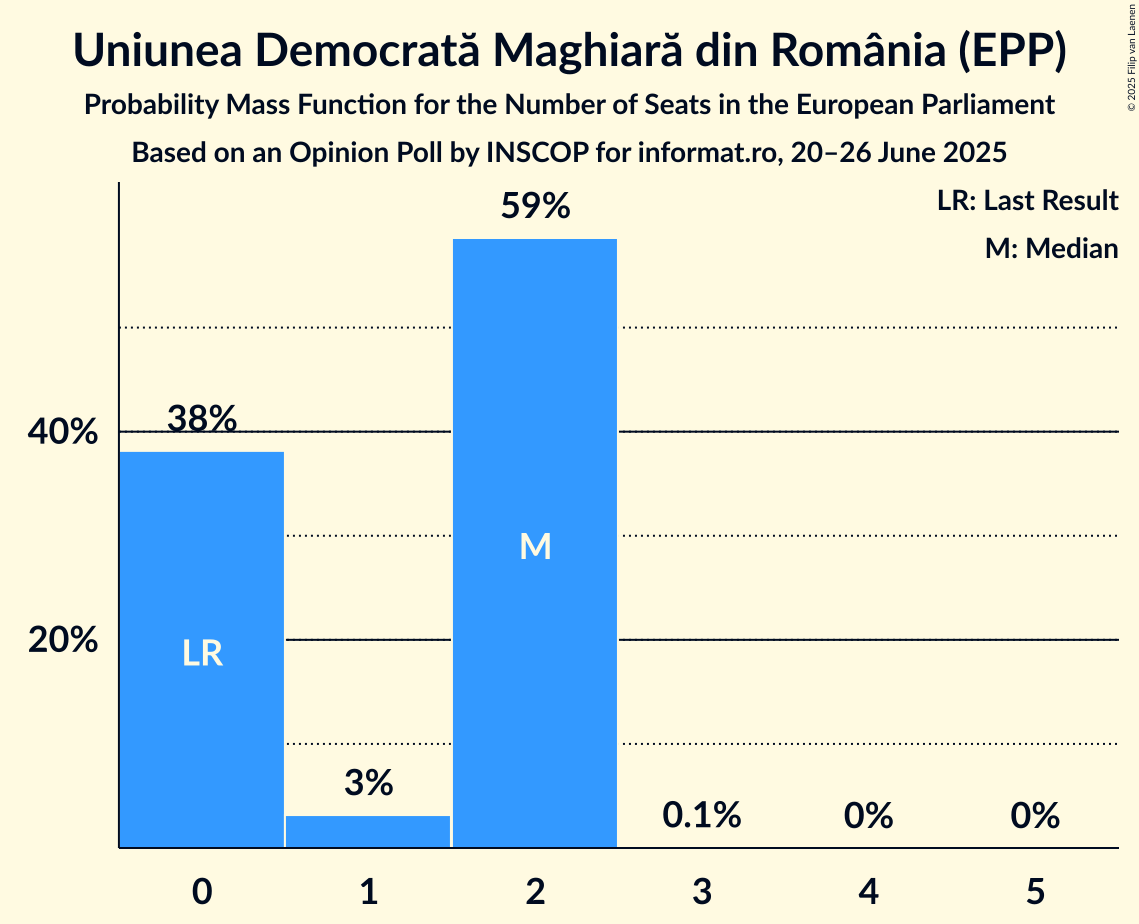 Uniunea Democrată Maghiară din România (EPP)
Probability Mass Function for the Number of Seats in the European Parliament
Based on an Opinion Poll by INSCOP for informat.ro, 20–26 June 2025
© 2025 Filip van Laenen
LR: Last Result
M: Median
59%
38%
40%
M
20%
LR
3%
0.1%
0%
0%
0
1
2
3
4
5